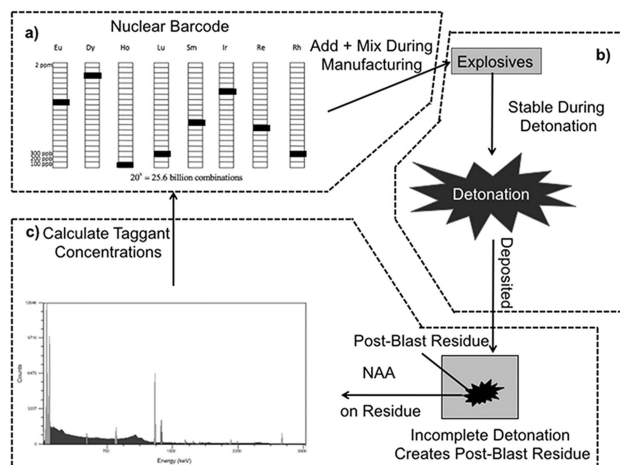 a)
Nuclear Barcode
Eu Dy Ho Lu Sm Ir Re Rh
2 ppm
300 ppb
200 ppb
100 ppb
20⁸ = 25.6 billion combinations
Add + Mix During
Manufacturing
b)
Explosives
Stable During
Detonation
Detonation
Deposited
c)
Calculate Taggant
Concentrations
Counts
Energy (keV)
Post-Blast Residue
NAA
on Residue
Incomplete Detonation
Creates Post-Blast Residue